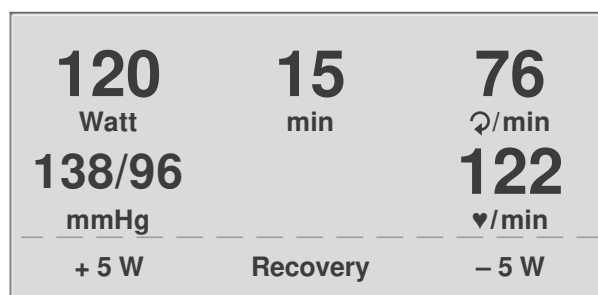 120 15 76
Watt min /min
138/96 122
mmHg ♥/min
+ 5 W Recovery – 5 W